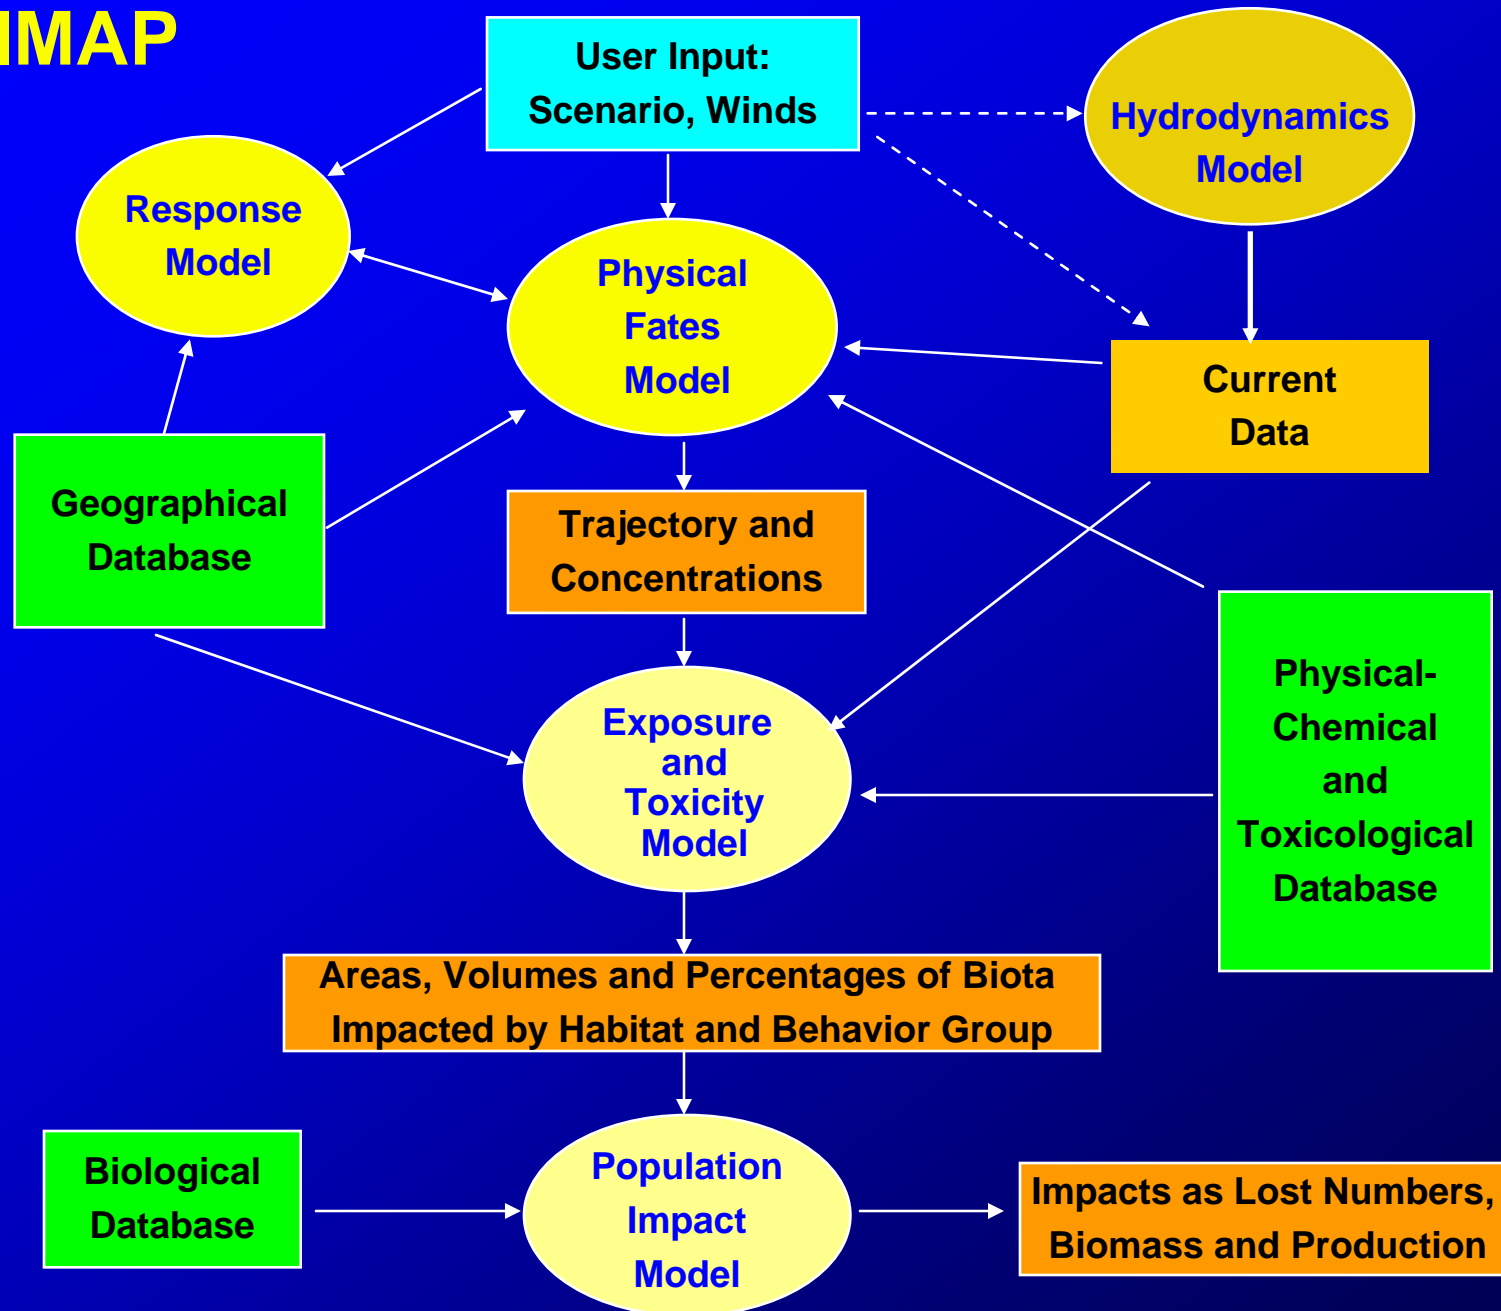 IMAP
User Input:
Scenario, Winds
Hydrodynamics
Model
Response
Model
Physical
Fates
Model
Current
Data
Geographical
Database
Trajectory and
Concentrations
Physical-
Chemical
and
Toxicological
Database
Exposure
and
Toxicity
Model
Areas, Volumes and Percentages of Biota
Impacted by Habitat and Behavior Group
Biological
Database
Population
Impact
Model
Impacts as Lost Numbers,
Biomass and Production